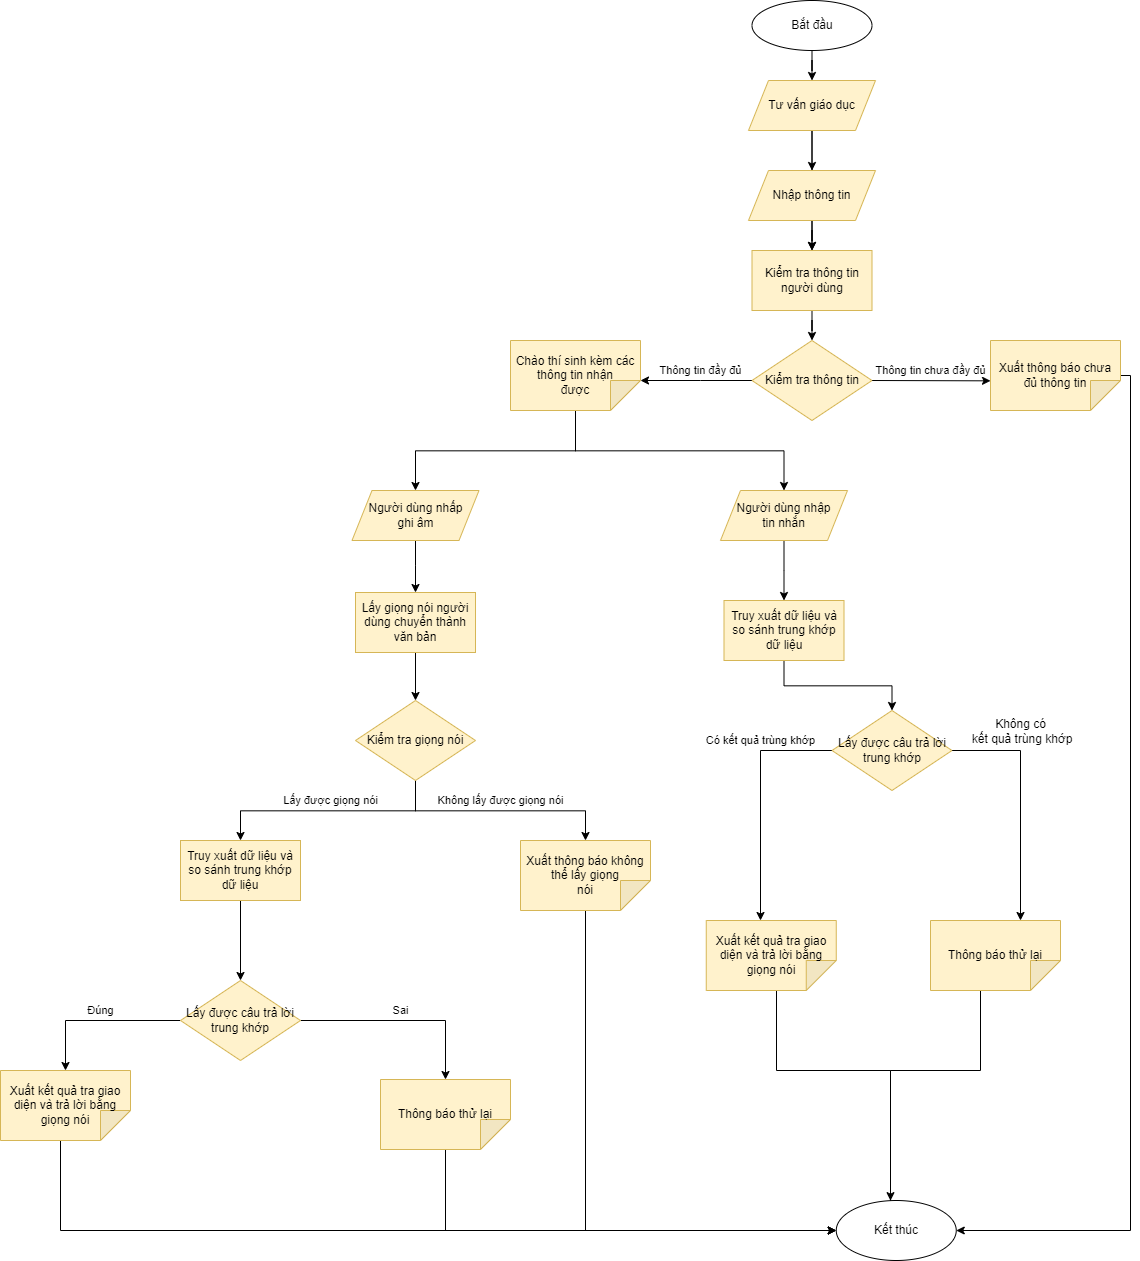 Bắt đầu
Tư vấn giáo dục
Nhập thông tin
Kiểm tra thông tin
người dùng
Chào thí sinh kèm các
thông tin nhận
được
Thông tin đầy đủ
Kiểm tra thông tin
Thông tin chưa đầy đủ
Xuất thông báo chưa
đủ thông tin
Người dùng nhấp
ghi âm
Người dùng nhập
tin nhắn
Lấy giọng nói người
dùng chuyển thành
văn bản
Truy xuất dữ liệu và
so sánh trung khớp
dữ liệu
Kiểm tra giọng nói
Có kết quả trùng khớp
Lấy được câu trả lời
trung khớp
Không có
kết quả trùng khớp
Lấy được giọng nói
Không lấy được giọng nói
Truy xuất dữ liệu và
so sánh trung khớp
dữ liệu
Xuất thông báo không
thể lấy giọng
nói
Xuất kết quả tra giao
diện và trả lời bằng
giọng nói
Thông báo thử lại
Đúng
Lấy được câu trả lời
trung khớp
Sai
Xuất kết quả tra giao
diện và trả lời bằng
giọng nói
Thông báo thử lại
Kết thúc